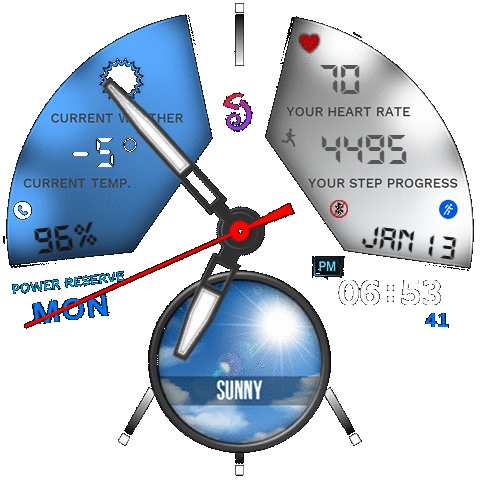 70
YOUR HEART RATE
CURRENT WEATHER
4495
-5°
CURRENT TEMP.
YOUR STEP PROGRESS
96%
JAN 13
POWER RESERVE
PM
MON
06:53
41
SUNNY